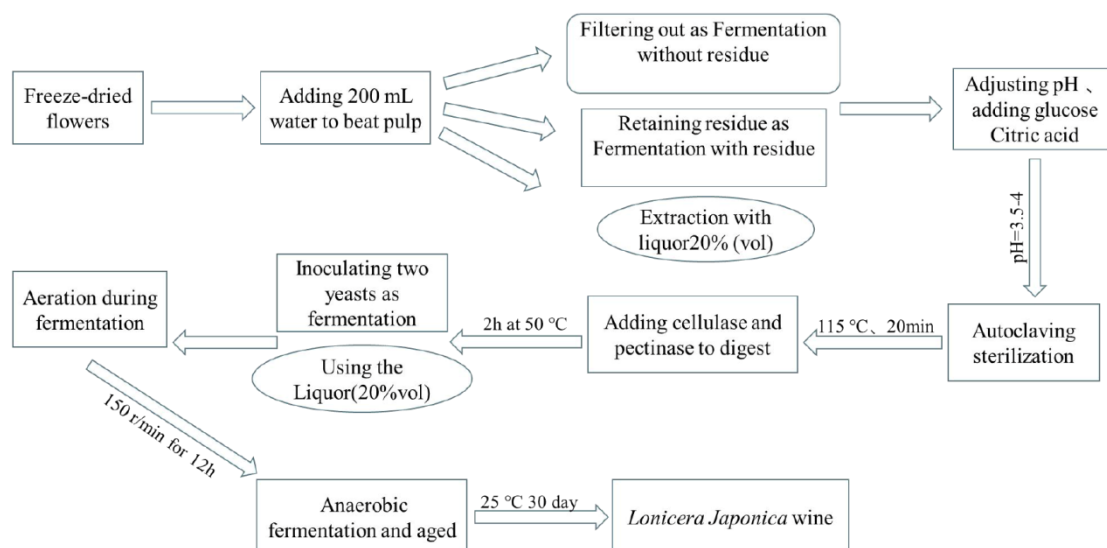 Freeze-dried
flowers
Adding 200 mL
water to beat pulp
Filtering out as Fermentation
without residue
Retaining residue as
Fermentation with residue
Extraction with
liquor20% (vol)
Adjusting pH 、
adding glucose
Citric acid
pH=3.5-4
Autoclaving
sterilization
115 ℃、20min
Adding cellulase and
pectinase to digest
2h at 50 ℃
Inoculating two
yeasts as
fermentation
Using the
Liquor(20%vol)
Aeration during
fermentation
150 r/min for 12h
Anaerobic
fermentation and aged
25 ℃ 30 day
Lonicera Japonica wine